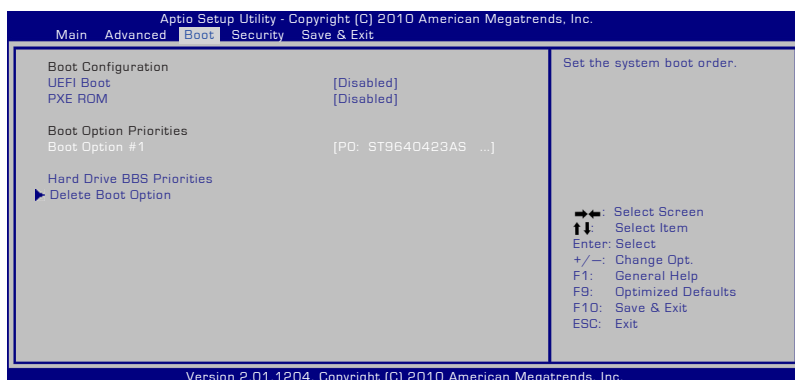 Aptio Setup Utility - Copyright (C) 2010 American Megatrends, Inc.
Main Advanced Boot Security Save & Exit
Boot Configuration
UEFI Boot [Disabled]
PXE ROM [Disabled]
Boot Option Priorities
Boot Option #1 [P0: ST9640423AS ...]
Hard Drive BBS Priorities
Delete Boot Option
Set the system boot order.
→←: Select Screen
↑↓: Select Item
Enter: Select
+/—: Change Opt.
F1: General Help
F9: Optimized Defaults
F10: Save & Exit
ESC: Exit
Version 2.01.1204. Copyright (C) 2010 American Megatrends, Inc.